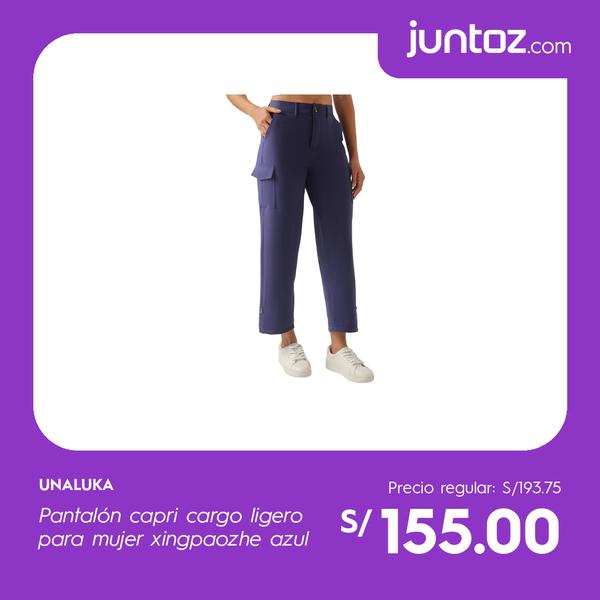 juntoz.com
UNALUKA
Pantalón capri cargo ligero
para mujer xingpaozhe azul
Precio regular: S/193.75
S/155.00